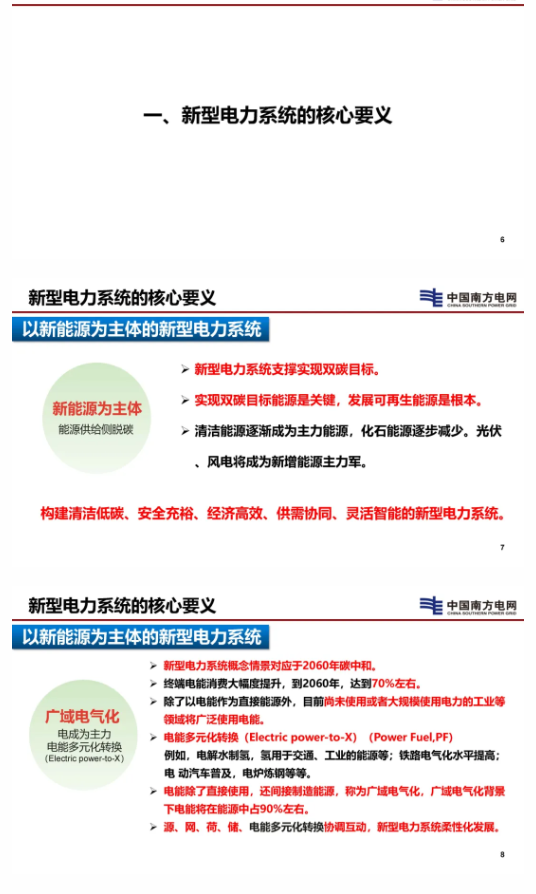 一、新型电力系统的核心要义
6
新型电力系统的核心要义
中国南方电网
CHINA SOUTHERN POWER GRID
以新能源为主体的新型电力系统
新能源为主体
能源供给侧脱碳
➢ 新型电力系统支撑实现双碳目标。
➢ 实现双碳目标能源是关键，发展可再生能源是根本。
➢ 清洁能源逐渐成为主力能源，化石能源逐步减少。光伏
、风电将成为新增能源主力军。
构建清洁低碳、安全充裕、经济高效、供需协同、灵活智能的新型电力系统。
7
新型电力系统的核心要义
中国南方电网
CHINA SOUTHERN POWER GRID
以新能源为主体的新型电力系统
广域电气化
电成为主力
电能多元化转换
(Electric power-to-X)
➢ 新型电力系统概念情景对应于2060年碳中和。
➢ 终端电能消费大幅度提升，到2060年，达到70%左右。
➢ 除了以电能作为直接能源外，目前尚未使用或者大规模使用电力的工业等
领域将广泛使用电能。
➢ 电能多元化转换（Electric power-to-X）（Power Fuel,PF）
例如，电解水制氢，氢用于交通、工业的能源等；铁路电气化水平提高；
电 动汽车普及，电炉炼钢等等。
➢ 电能除了直接使用，还间接制造能源，称为广域电气化，广域电气化背景
下电能将在能源中占90%左右。
➢ 源、网、荷、储、电能多元化转换协调互动，新型电力系统柔性化发展。
8